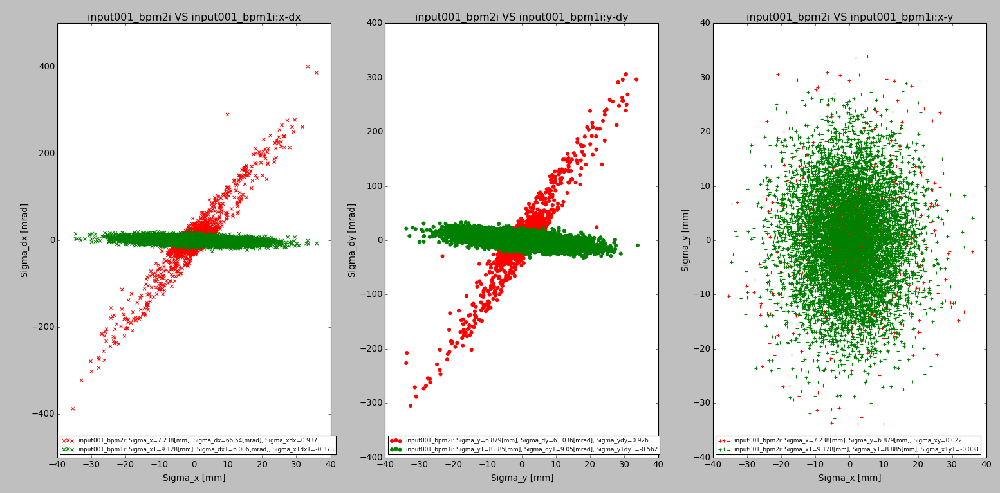 input001_bpm2i VS input001_bpm1i:x-dx
400
200
0
−200
−400
Sigma_dx [mrad]
input001_bpm2i: Sigma_x=7.238[mm], Sigma_dx=66.54[mrad], Sigma_xdx=0.937
input001_bpm1i: Sigma_x1=9.128[mm], Sigma_dx1=6.006[mrad], Sigma_x1dx1=-0.378
−40 −30 −20 −10 0 10 20 30 40
Sigma_x [mm]
input001_bpm2i VS input001_bpm1i:y-dy
400
300
200
100
0
−100
−200
−300
−400
Sigma_dy [mrad]
input001_bpm2i: Sigma_y=6.879[mm], Sigma_dy=61.036[mrad], Sigma_ydy=0.926
input001_bpm1i: Sigma_y1=8.885[mm], Sigma_dy1=9.05[mrad], Sigma_y1dy1=-0.562
−40 −30 −20 −10 0 10 20 30 40
Sigma_y [mm]
input001_bpm2i VS input001_bpm1i:x-y
40
30
20
10
0
−10
−20
−30
−40
Sigma_y [mm]
input001_bpm2i: Sigma_x=7.238[mm], Sigma_y=6.879[mm], Sigma_xy=0.022
input001_bpm2i: Sigma_x1=9.128[mm], Sigma_y1=8.885[mm], Sigma_x1y1=-0.008
−40 −30 −20 −10 0 10 20 30 40
Sigma_x [mm]